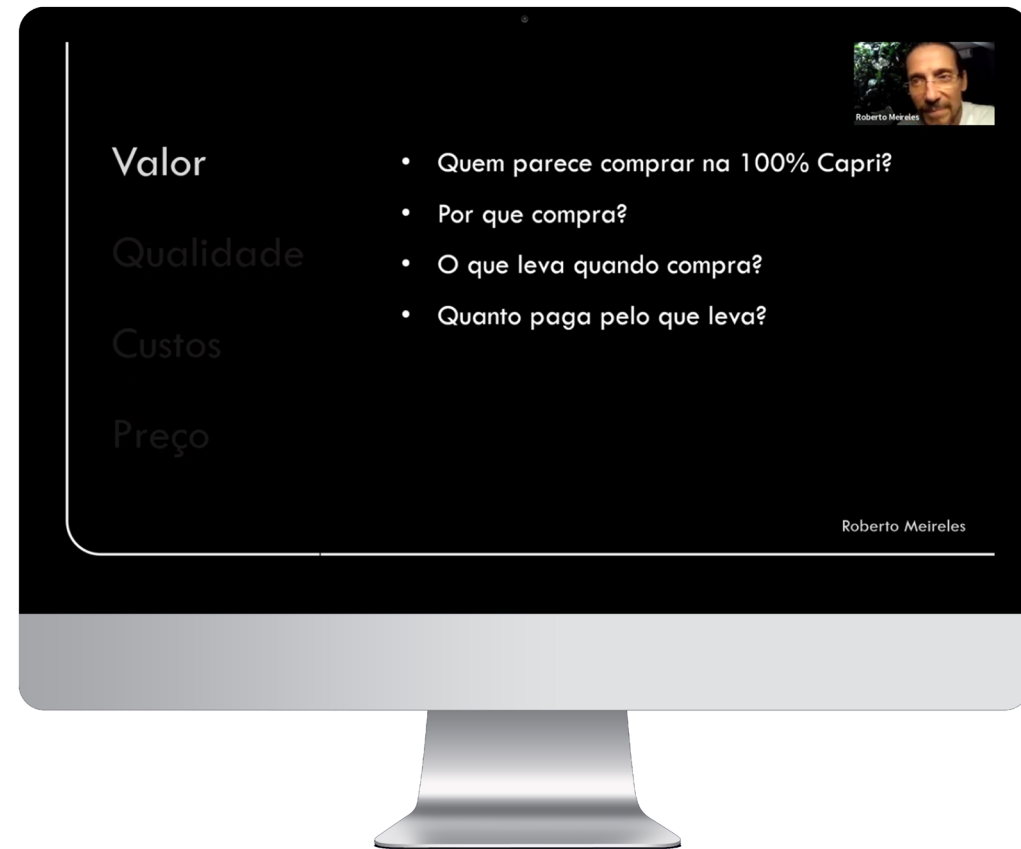 Roberto Meireles
Valor
Qualidade
Custos
Preço
• Quem parece comprar na 100% Capri?
• Por que compra?
• O que leva quando compra?
• Quanto paga pelo que leva?
Roberto Meireles